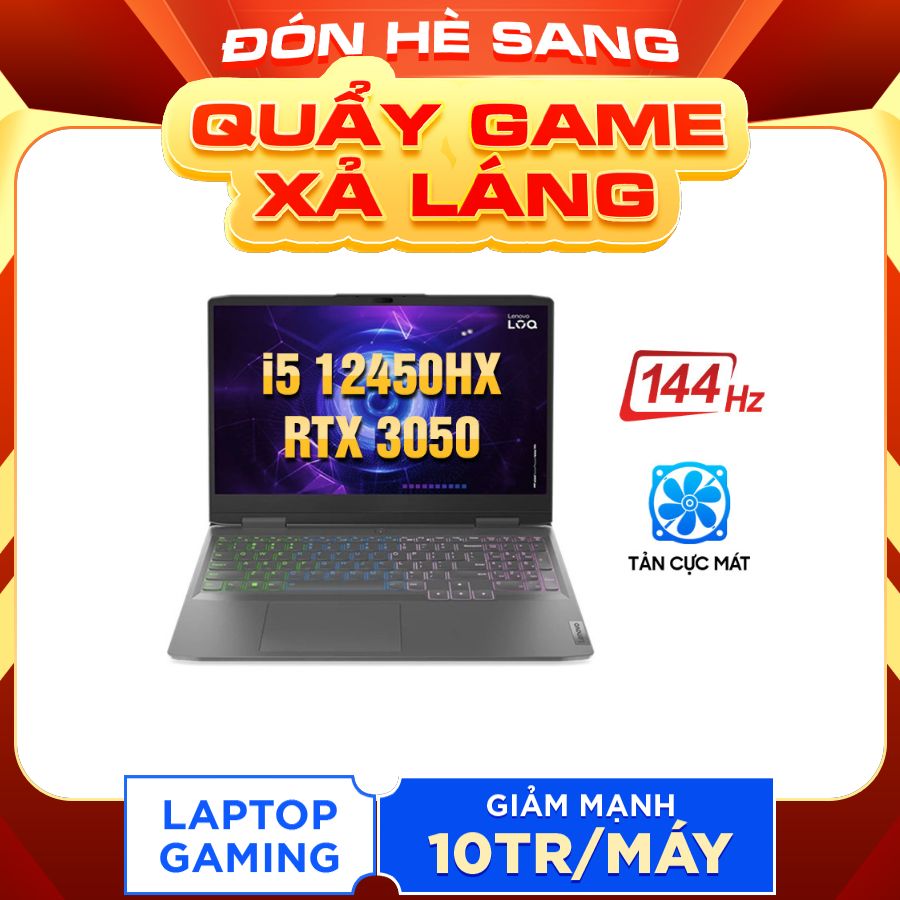 ĐÓN HÈ SANG
QUẨY GAME
XẢ LÁNG
Lenovo
LOQ
i5 12450HX
RTX 3050
144Hz
TẢN CỰC MÁT
Lenovo
LAPTOP
GAMING
GIẢM MẠNH
10TR/MÁY